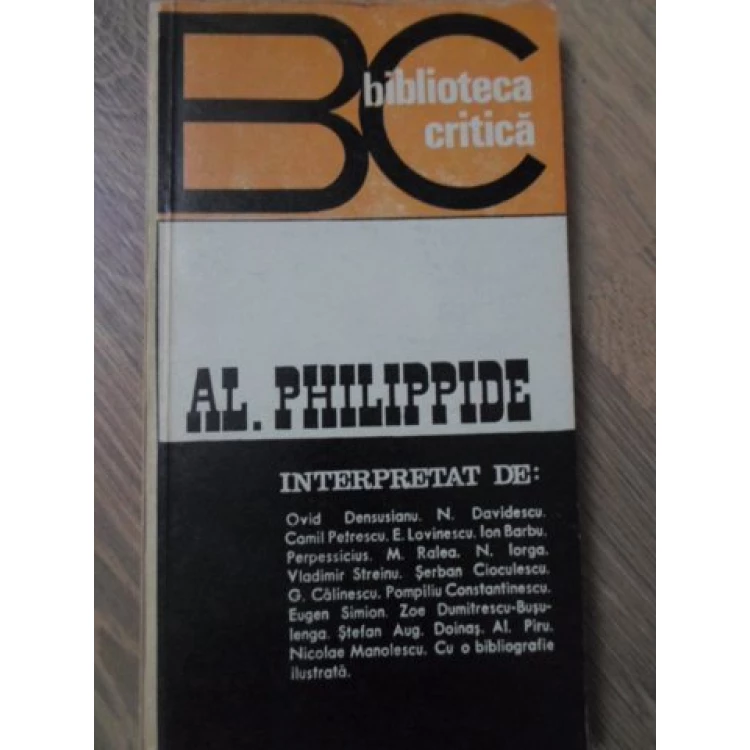 BC
biblioteca
critică
AL. PHILIPPIDE
INTERPRETAT DE:
Ovid Densusianu. N. Davidescu.
Camil Petrescu. E. Lovinescu. Ion Barbu.
Perpessicius. M. Ralea. N. Iorga.
Vladimir Streinu. Şerban Cioculescu.
G. Călinescu. Pompiliu Constantinescu.
Eugen Simion. Zoe Dumitrescu-Buşu-
lenga. Ştefan Aug. Doinaş. Al. Piru.
Nicolae Manolescu. Cu o bibliografie
ilustrată.